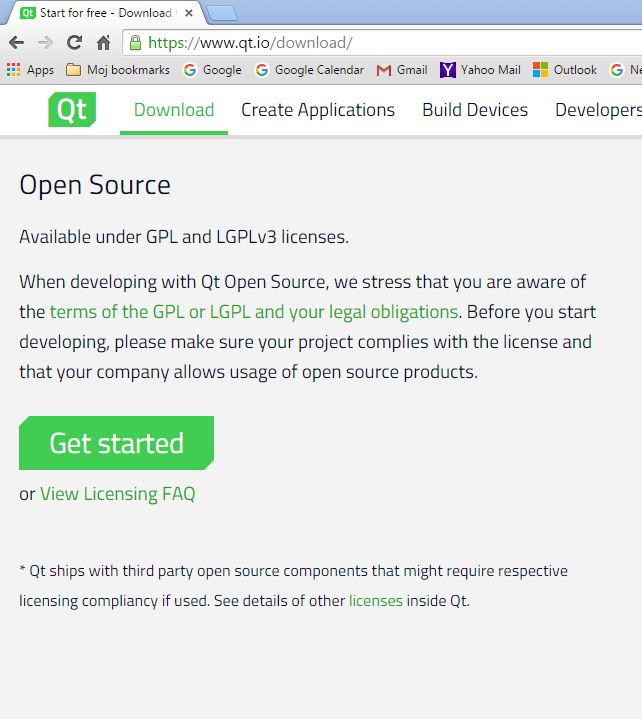 Qt Start for free - Download
https://www.qt.io/download/
Apps Moj bookmarks Google Google Calendar Gmail Yahoo Mail Outlook
Qt Download Create Applications Build Devices Developers
Open Source
Available under GPL and LGPLv3 licenses.
When developing with Qt Open Source, we stress that you are aware of
the terms of the GPL or LGPL and your legal obligations. Before you start
developing, please make sure your project complies with the license and
that your company allows usage of open source products.
Get started
or View Licensing FAQ
* Qt ships with third party open source components that might require respective
licensing compliancy if used. See details of other licenses inside Qt.